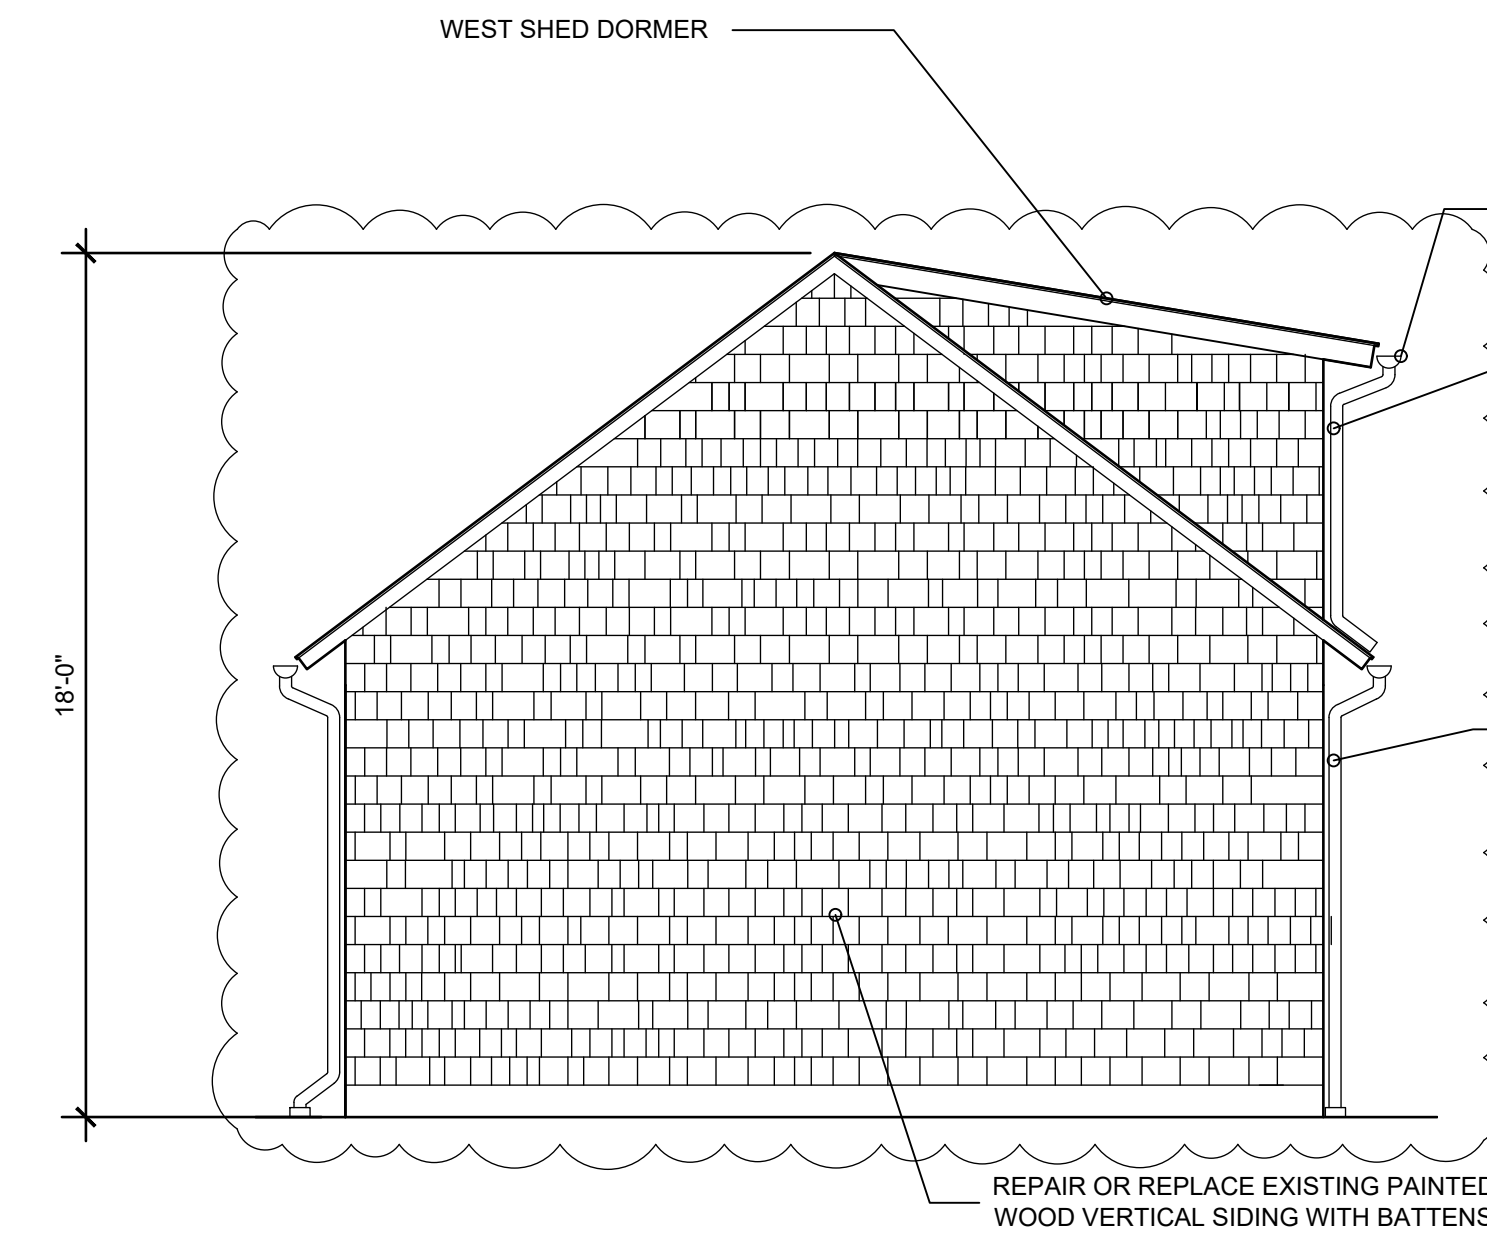 WEST SHED DORMER
18'-0"
REPAIR OR REPLACE EXISTING PAINTED
WOOD VERTICAL SIDING WITH BATTENS